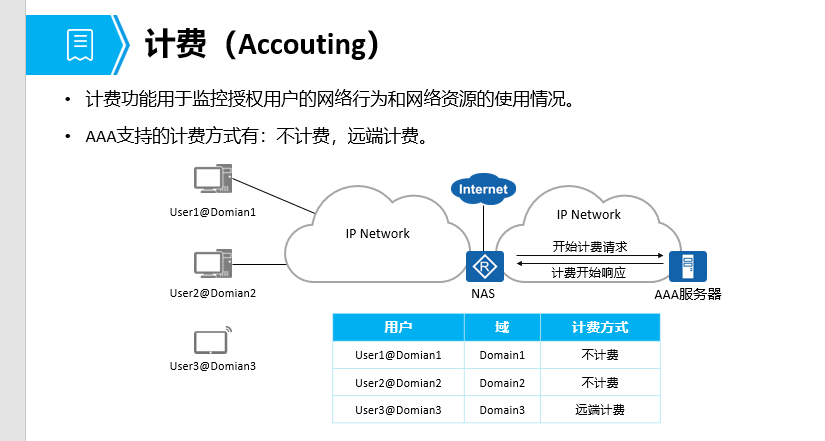 计费（Accouting）
• 计费功能用于监控授权用户的网络行为和网络资源的使用情况。
• AAA支持的计费方式有：不计费，远端计费。
User1@Domian1
User2@Domian2
User3@Domian3
IP Network
Internet
IP Network
开始计费请求
计费开始响应
R
NAS
AAA服务器
用户 域 计费方式
User1@Domian1 Domain1 不计费
User2@Domian2 Domain2 不计费
User3@Domian3 Domain3 远端计费